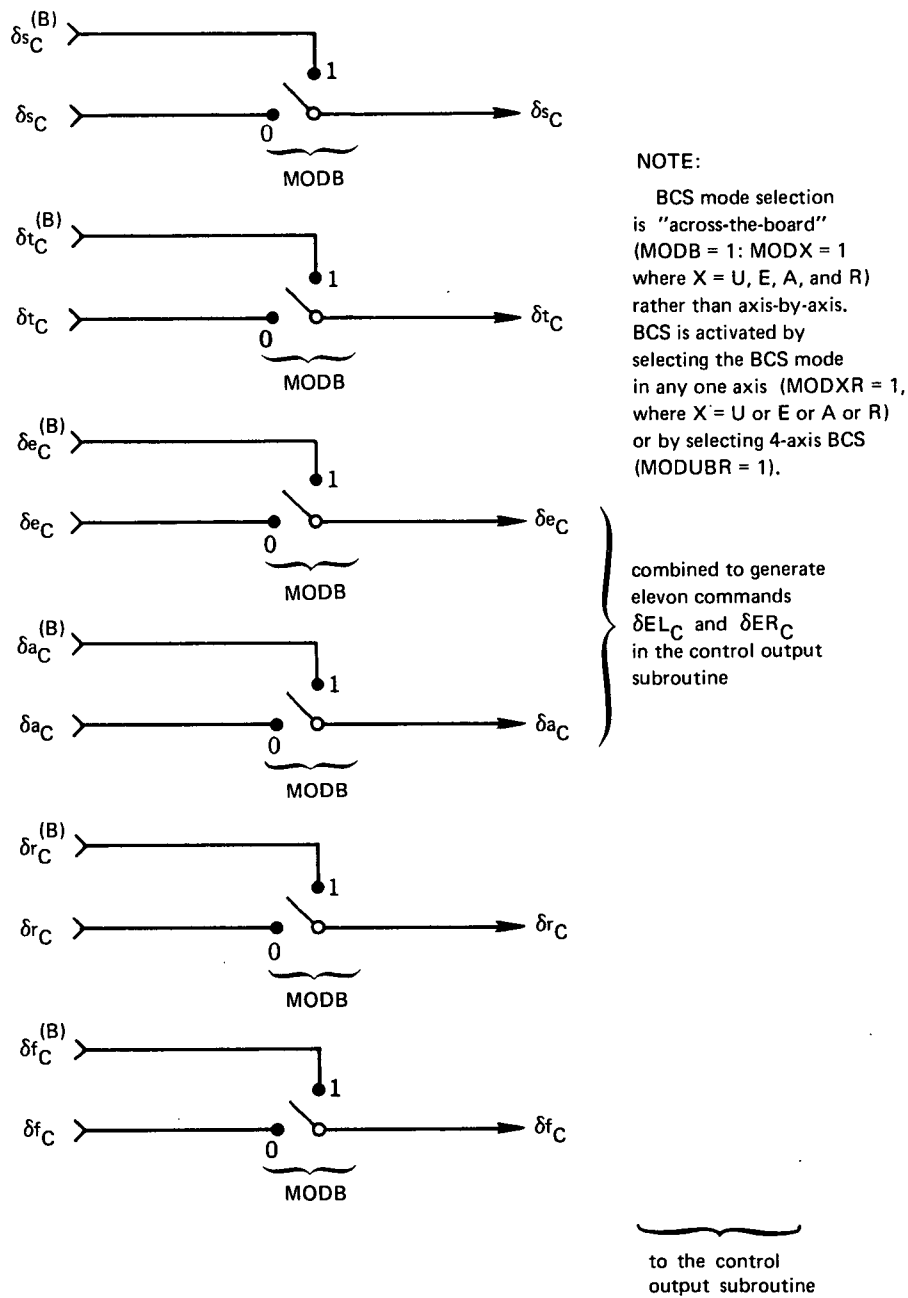 δsC(B)
1
δsC
0
δsC
MODB
NOTE:
BCS mode selection
is "across-the-board"
(MODB = 1: MODX = 1
where X = U, E, A, and R)
rather than axis-by-axis.
BCS is activated by
selecting the BCS mode
in any one axis (MODXR = 1,
where X = U or E or A or R)
or by selecting 4-axis BCS
(MODUBR = 1).
δtC(B)
1
δtC
0
δtC
MODB
δeC(B)
1
δeC
0
δeC
MODB
combined to generate
elevon commands
δELC and δERC
in the control output
subroutine
δaC(B)
1
δaC
0
δaC
MODB
δrC(B)
1
δrC
0
δrC
MODB
δfC(B)
1
δfC
0
δfC
MODB
to the control
output subroutine